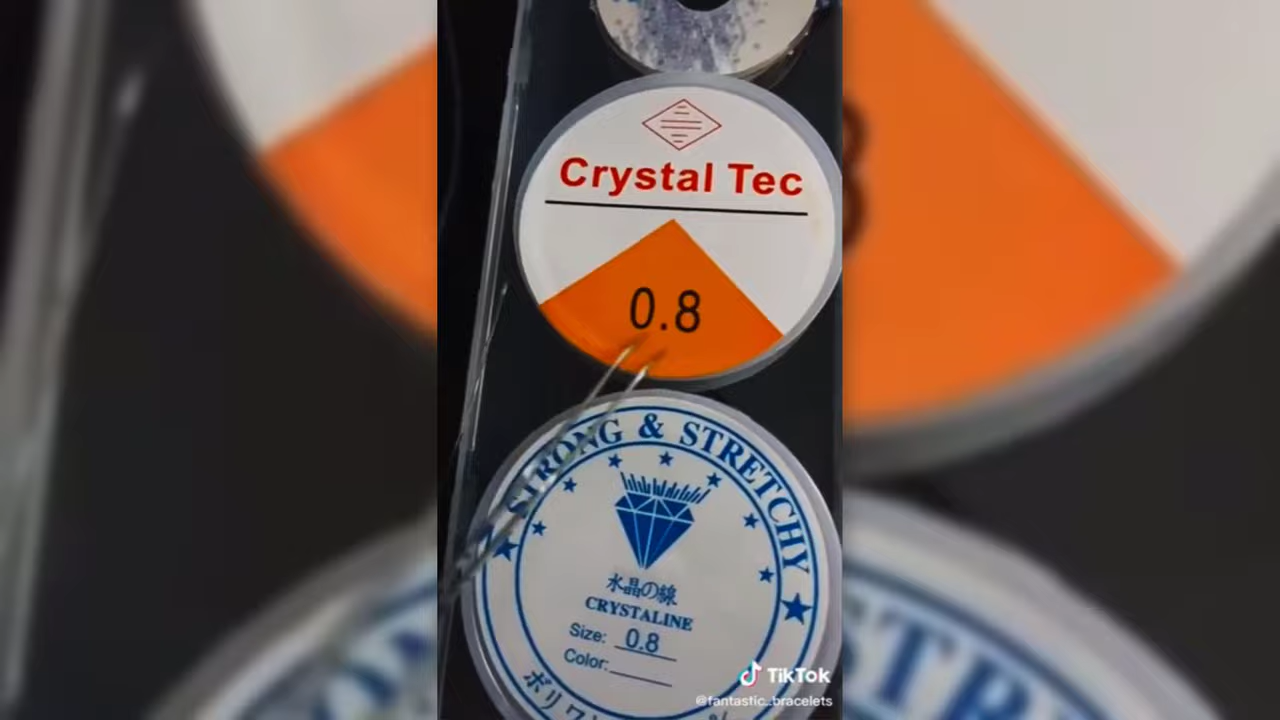 Crystal Tec
0.8
STRONG & STRETCHY
水晶の線
CRYSTALINE
Size: 0.8
Color:
TikTok
@fantastic..bracelets